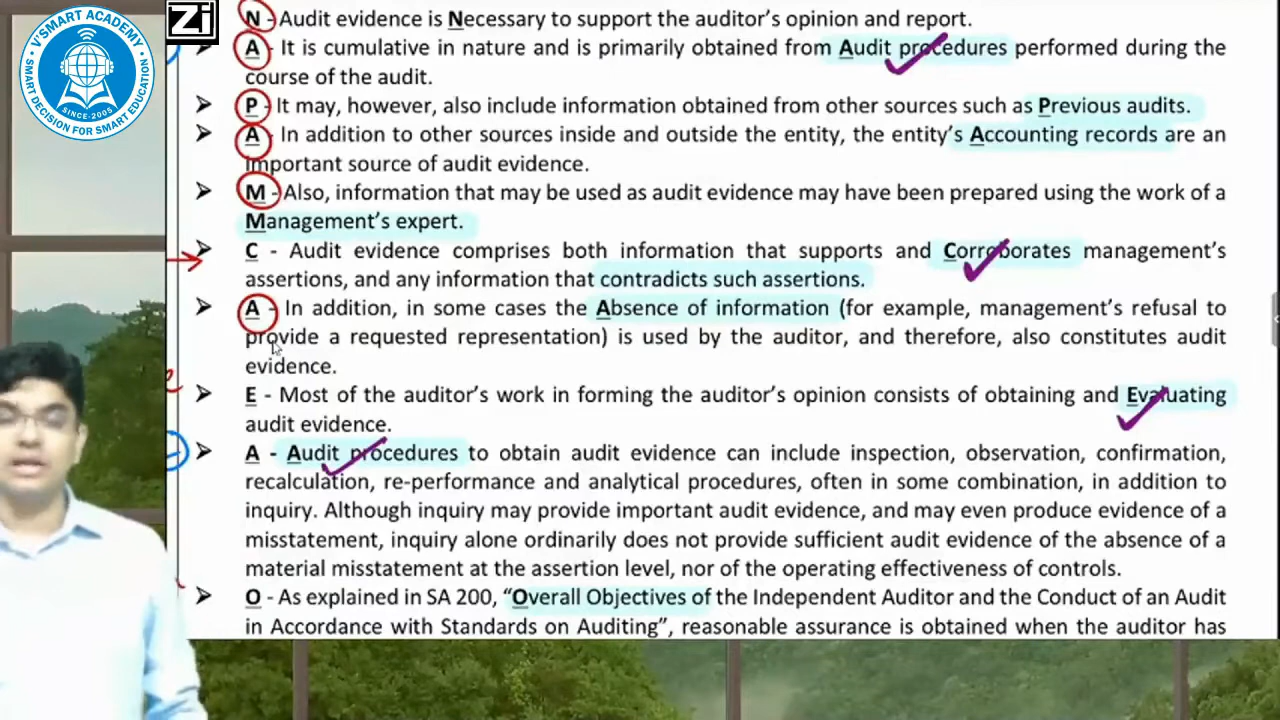 V'SMART ACADEMY
SINCE-2005
SMART DECISION FOR SMART EDUCATION
Zi
N - Audit evidence is Necessary to support the auditor's opinion and report.
➤ A - It is cumulative in nature and is primarily obtained from Audit procedures performed during the
course of the audit.
➤ P - It may, however, also include information obtained from other sources such as Previous audits.
➤ A - In addition to other sources inside and outside the entity, the entity's Accounting records are an
important source of audit evidence.
➤ M - Also, information that may be used as audit evidence may have been prepared using the work of a
Management's expert.
➤ C - Audit evidence comprises both information that supports and Corroborates management's
assertions, and any information that contradicts such assertions.
➤ A - In addition, in some cases the Absence of information (for example, management's refusal to
provide a requested representation) is used by the auditor, and therefore, also constitutes audit
evidence.
➤ E - Most of the auditor's work in forming the auditor's opinion consists of obtaining and Evaluating
audit evidence.
➤ A - Audit procedures to obtain audit evidence can include inspection, observation, confirmation,
recalculation, re-performance and analytical procedures, often in some combination, in addition to
inquiry. Although inquiry may provide important audit evidence, and may even produce evidence of a
misstatement, inquiry alone ordinarily does not provide sufficient audit evidence of the absence of a
material misstatement at the assertion level, nor of the operating effectiveness of controls.
➤ O - As explained in SA 200, "Overall Objectives of the Independent Auditor and the Conduct of an Audit
in Accordance with Standards on Auditing", reasonable assurance is obtained when the auditor has